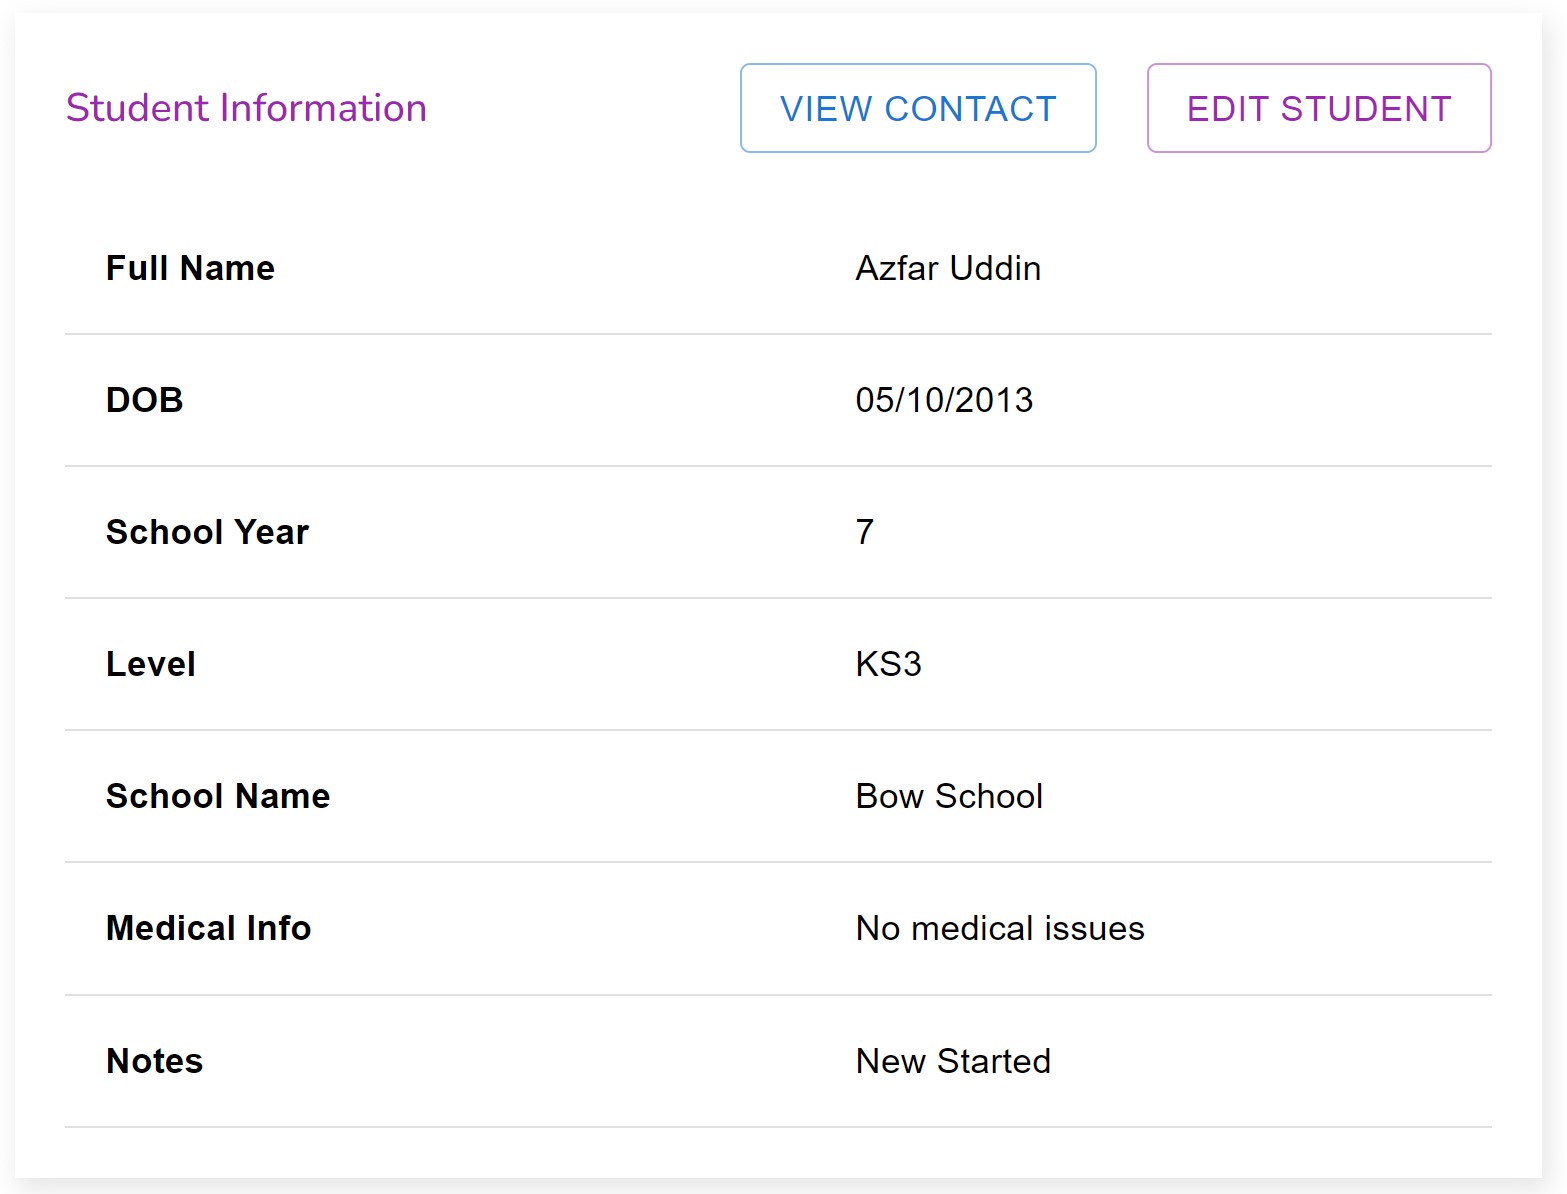 Student Information VIEW CONTACT EDIT STUDENT
Full Name Azfar Uddin
DOB 05/10/2013
School Year 7
Level KS3
School Name Bow School
Medical Info No medical issues
Notes New Started